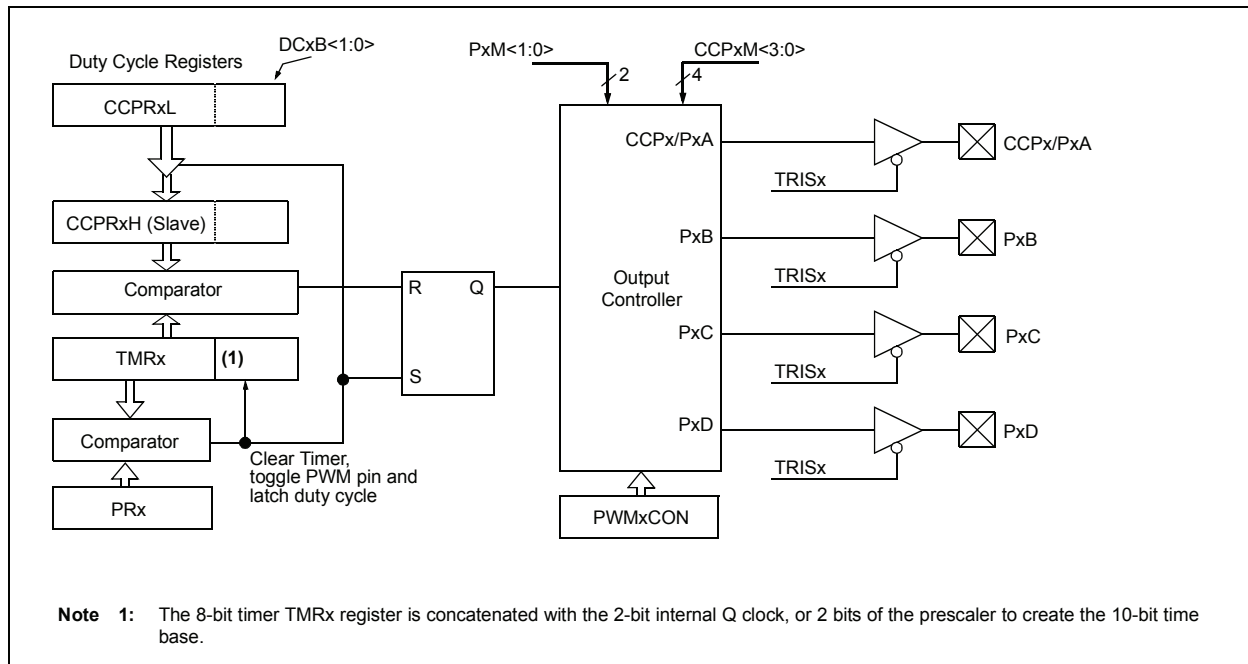 DCxB<1:0>
Duty Cycle Registers
CCPRxL
CCPRxH (Slave)
Comparator
TMRx
(1)
Comparator
PRx
Clear Timer,
toggle PWM pin and
latch duty cycle
R
Q
S
PxM<1:0>
2
CCPxM<3:0>
4
Output
Controller
CCPx/PxA
PxB
PxC
PxD
PWMxCON
TRISx
CCPx/PxA
TRISx
PxB
TRISx
PxC
TRISx
PxD
Note 1: The 8-bit timer TMRx register is concatenated with the 2-bit internal Q clock, or 2 bits of the prescaler to create the 10-bit time
base.